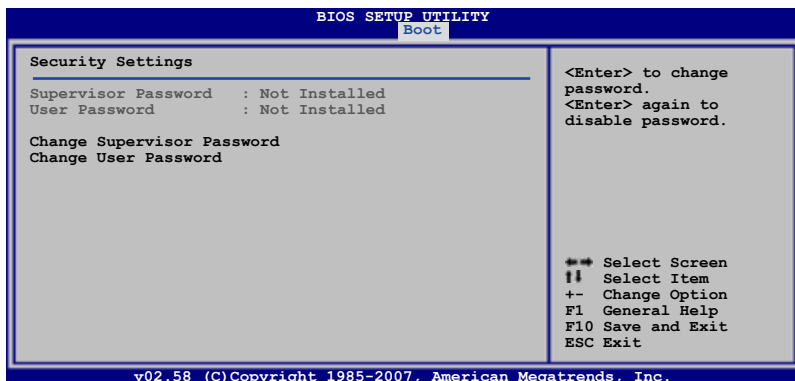 BIOS SETUP UTILITY
Boot
Security Settings
Supervisor Password : Not Installed
User Password : Not Installed
Change Supervisor Password
Change User Password
<Enter> to change
password.
<Enter> again to
disable password.
Select Screen
Select Item
+- Change Option
F1 General Help
F10 Save and Exit
ESC Exit
v02.58 (C)Copyright 1985-2007, American Megatrends, Inc.